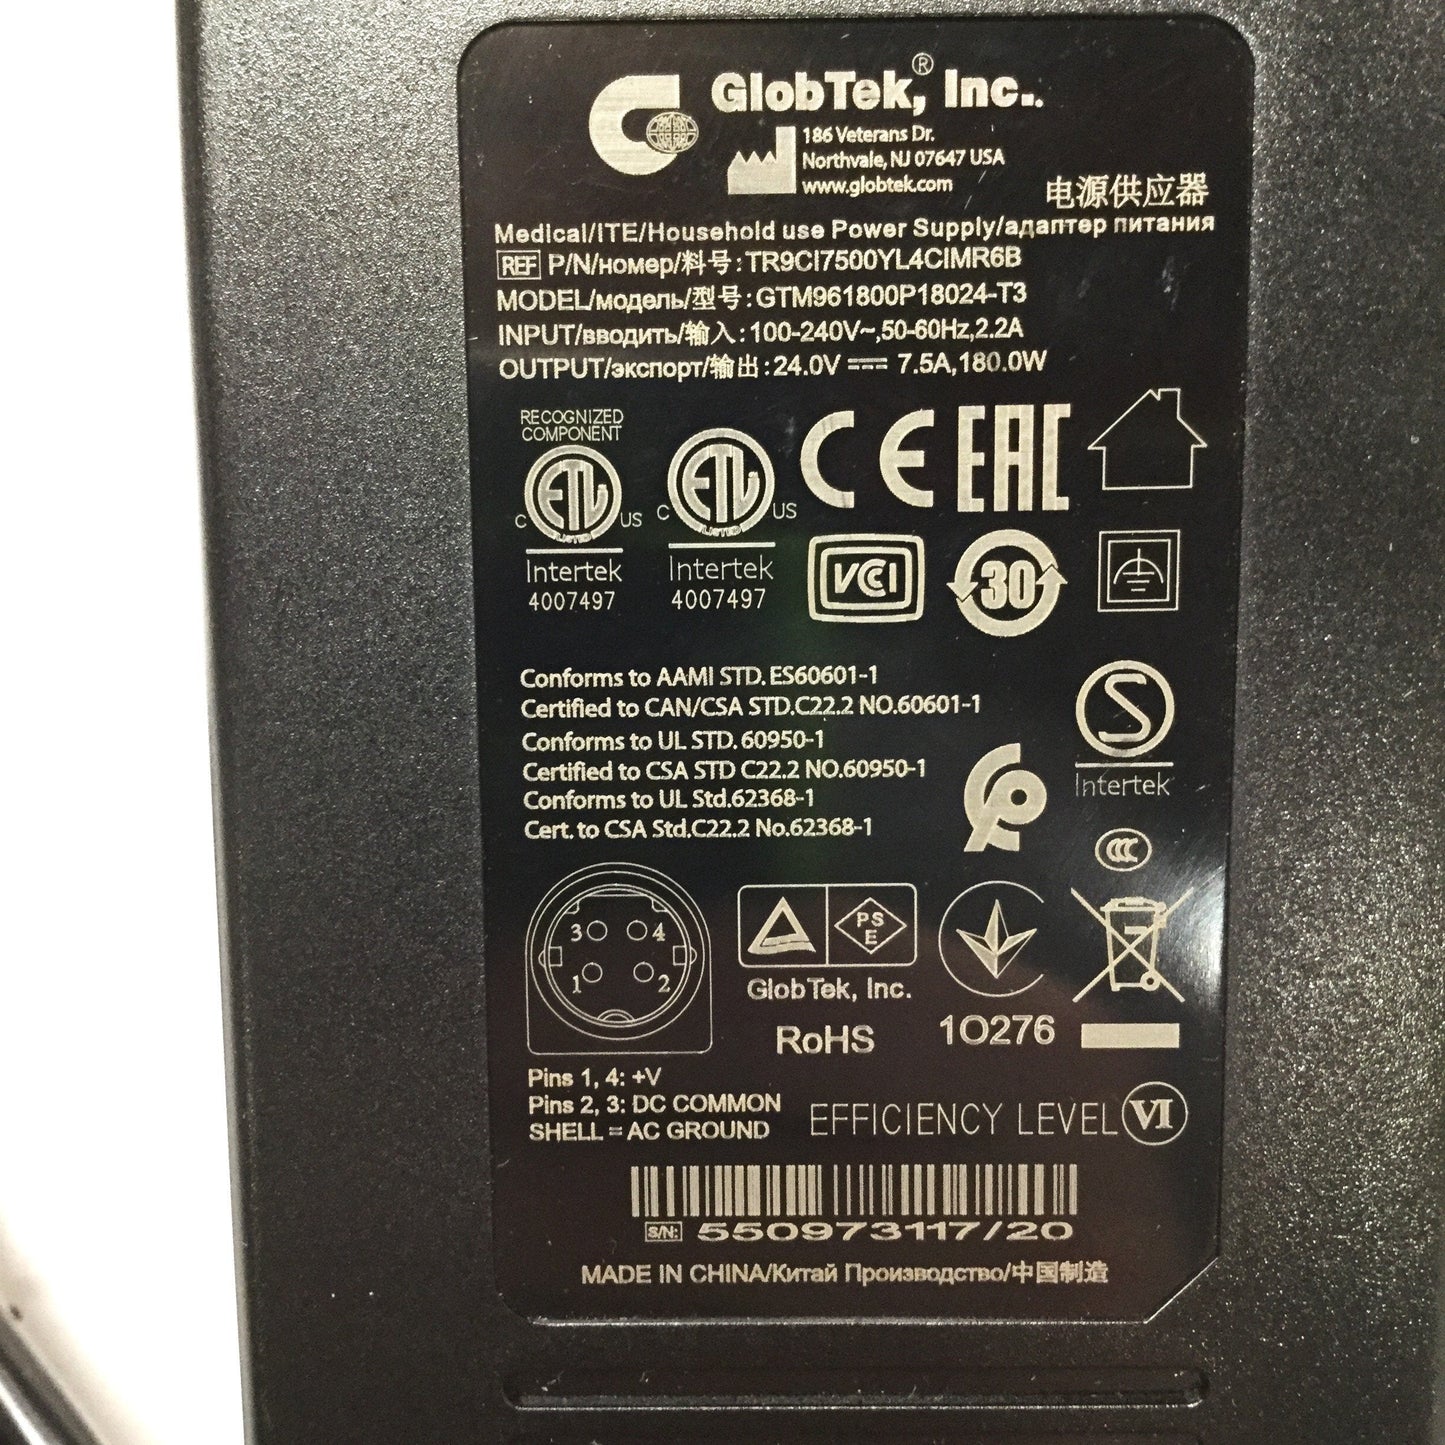 GlobTek,® Inc..
186 Veterans Dr.
Northvale, NJ 07647 USA
www.globtek.com
电源供应器
Medical/ITE/Household use Power Supply/адаптер питания
REF P/N/номер/料号:TR9CI7500YL4CIMR6B
MODEL/модель/型号:GTM961800P18024-T3
INPUT/вводить/输入:100-240V~,50-60Hz,2.2A
OUTPUT/экспорт/输出:24.0V⎓ 7.5A,180.0W
RECOGNIZED
COMPONENT
C ETL US
LISTED
Intertek
4007497
C ETL US
LISTED
Intertek
4007497
CE EAC
VCCI
30
Conforms to AAMI STD. ES60601-1
Certified to CAN/CSA STD.C22.2 NO.60601-1
Conforms to UL STD. 60950-1
Certified to CSA STD C22.2 NO.60950-1
Conforms to UL Std.62368-1
Cert. to CSA Std.C22.2 No.62368-1
S
Intertek
CCC
3 4
1 2
PS
E
GlobTek, Inc.
RoHS
1O276
Pins 1, 4: +V
Pins 2, 3: DC COMMON
SHELL = AC GROUND
EFFICIENCY LEVEL VI
S/N: 550973117/20
MADE IN CHINA/Китай Производство/中国制造